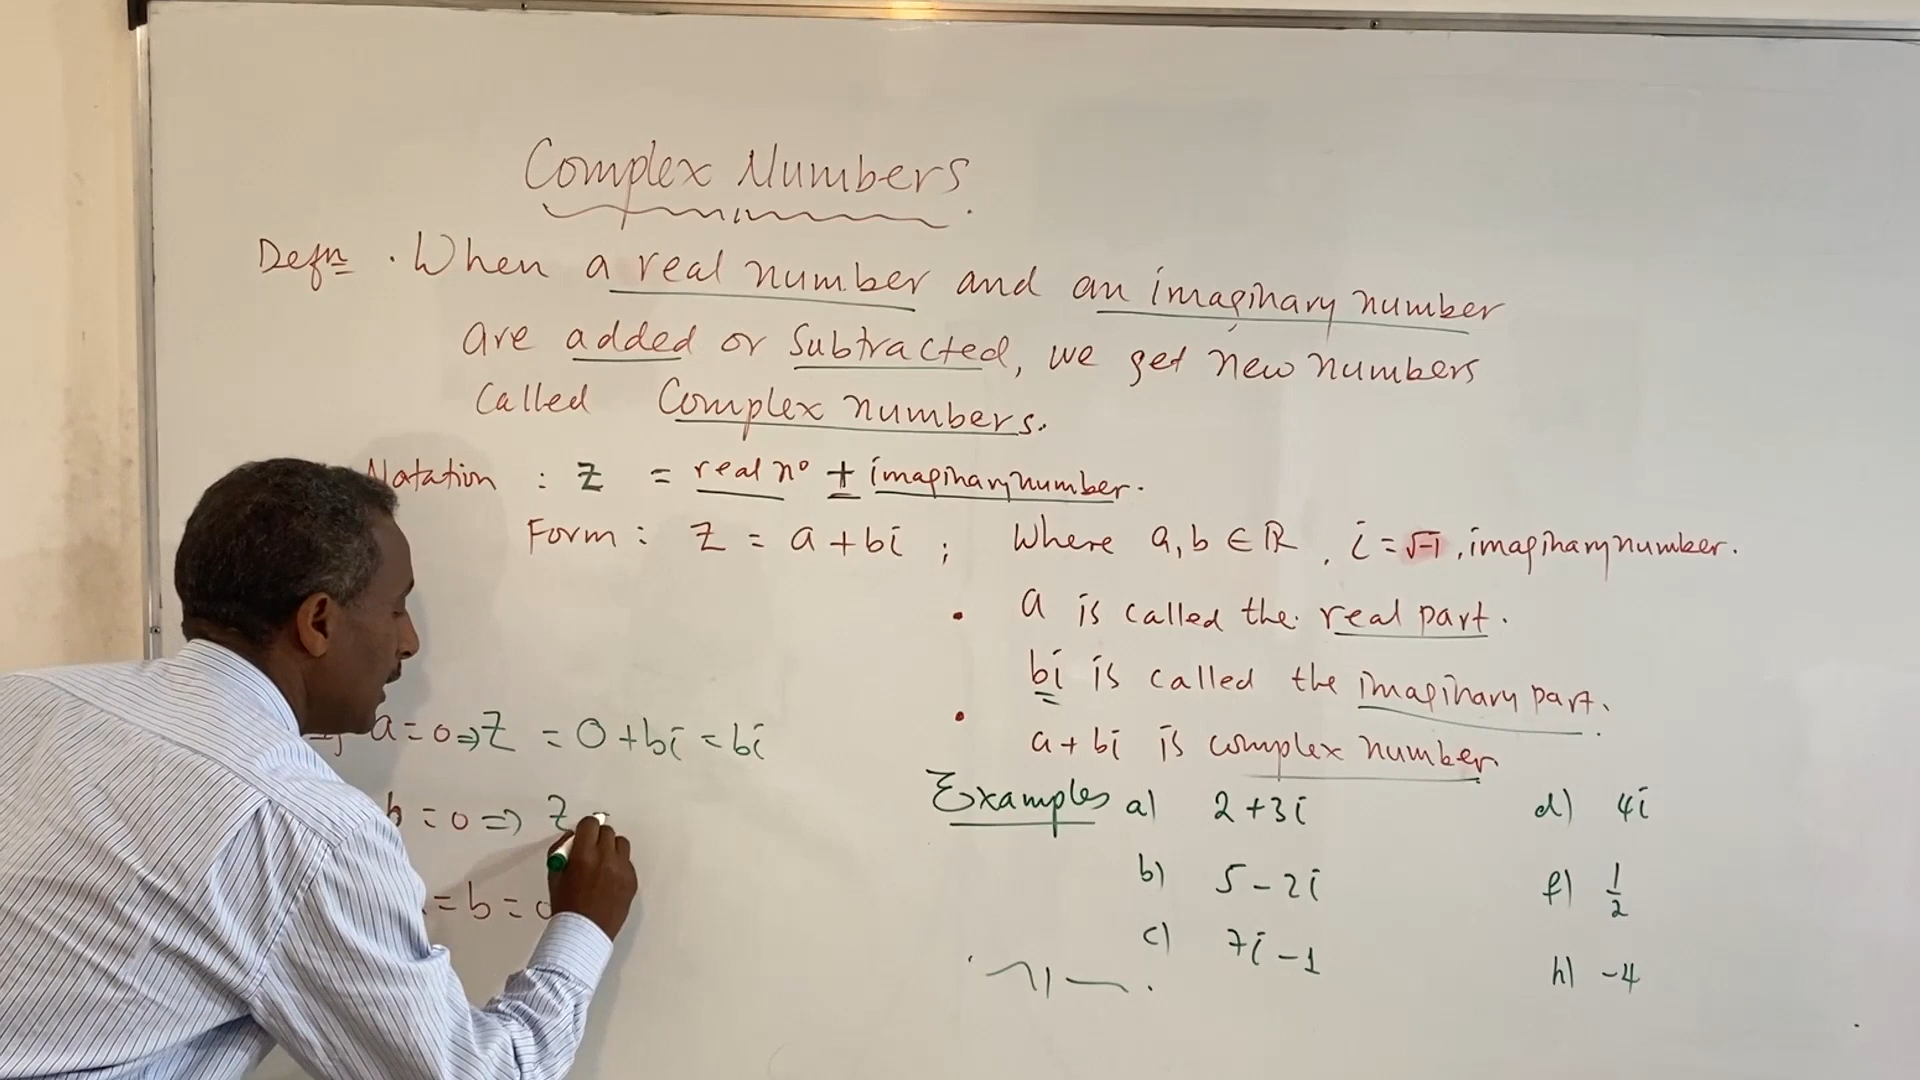 Complex Numbers.
Defn . When a real number and an imaginary number
are added or subtracted, we get new numbers
called complex numbers.
Notation : Z = real nº ± imaginary number.
Form : Z = a + bi ; Where a, b ∈ ℝ , i = √-1 , imaginary number.
• a is called the real part.
bi is called the imaginary part.
• a + bi is complex number.
a = 0 ⇒ Z = 0 + bi = bi
b = 0 ⇒ Z =
= b = 0
Examples a) 2 + 3i
b) 5 - 2i
c) 7i - 1
d) 4i
f) 1/2
h) -4